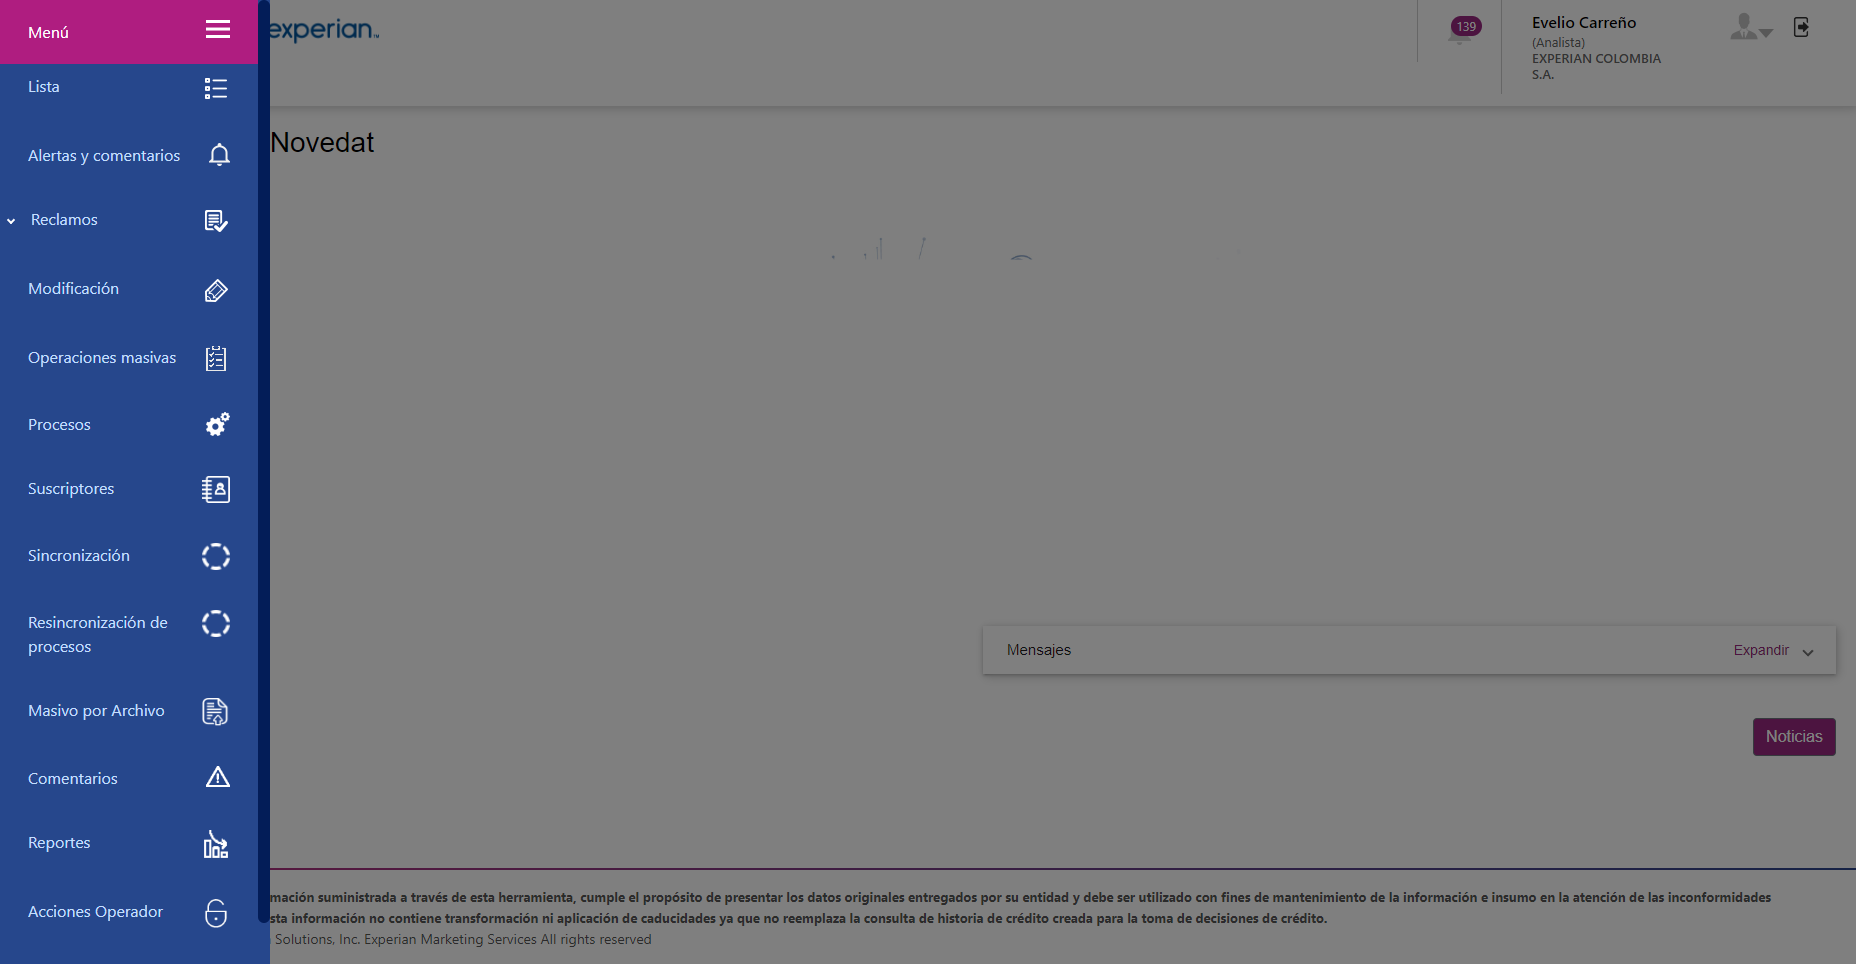 Menú
Lista
Alertas y comentarios
Reclamos
Modificación
Operaciones masivas
Procesos
Suscriptores
Sincronización
Resincronización de
procesos
Masivo por Archivo
Comentarios
Reportes
Acciones Operador
experian™
139
Evelio Carreño
(Analista)
EXPERIAN COLOMBIA
S.A.
Novedat
Mensajes
Expandir
Noticias
mación suministrada a través de esta herramienta, cumple el propósito de presentar los datos originales entregados por su entidad y debe ser utilizado con fines de mantenimiento de la información e insumo en la atención de las inconformidades
sta información no contiene transformación ni aplicación de caducidades ya que no reemplaza la consulta de historia de crédito creada para la toma de decisiones de crédito.
Solutions, Inc. Experian Marketing Services All rights reserved